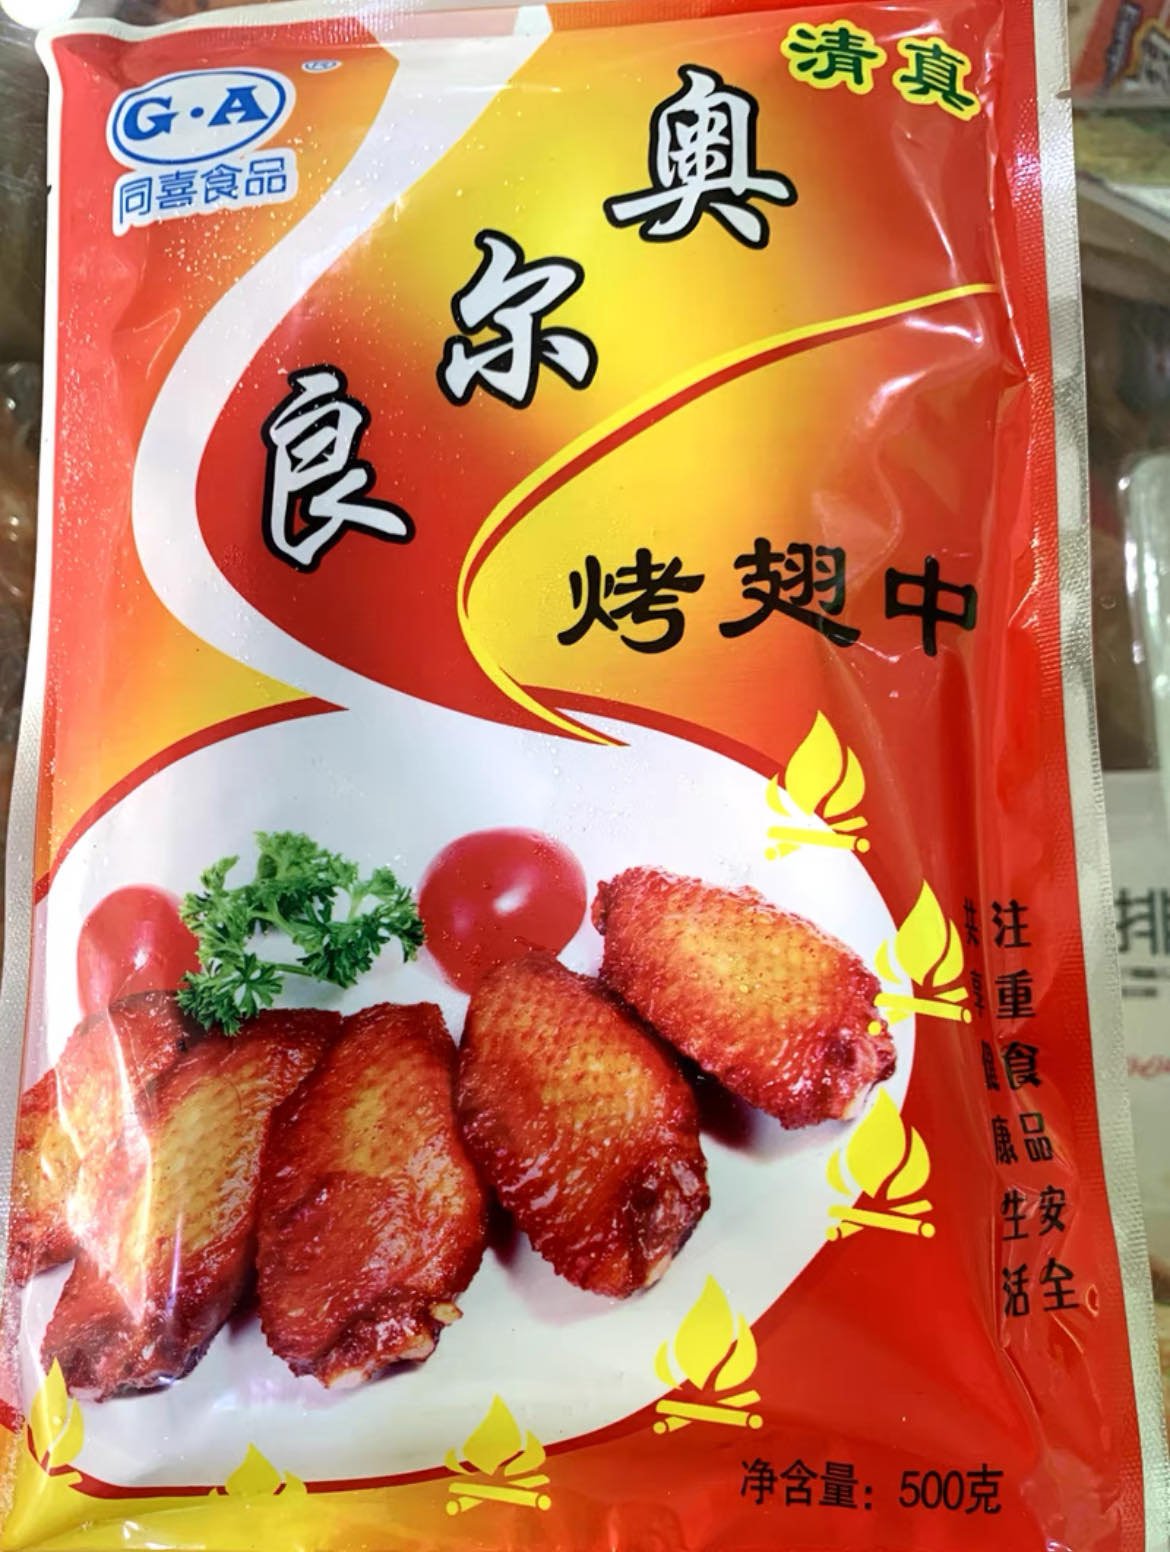 G·A
同喜食品
清真
奥尔良
烤翅中
注重食品安全
共享健康生活
净含量：500克
排